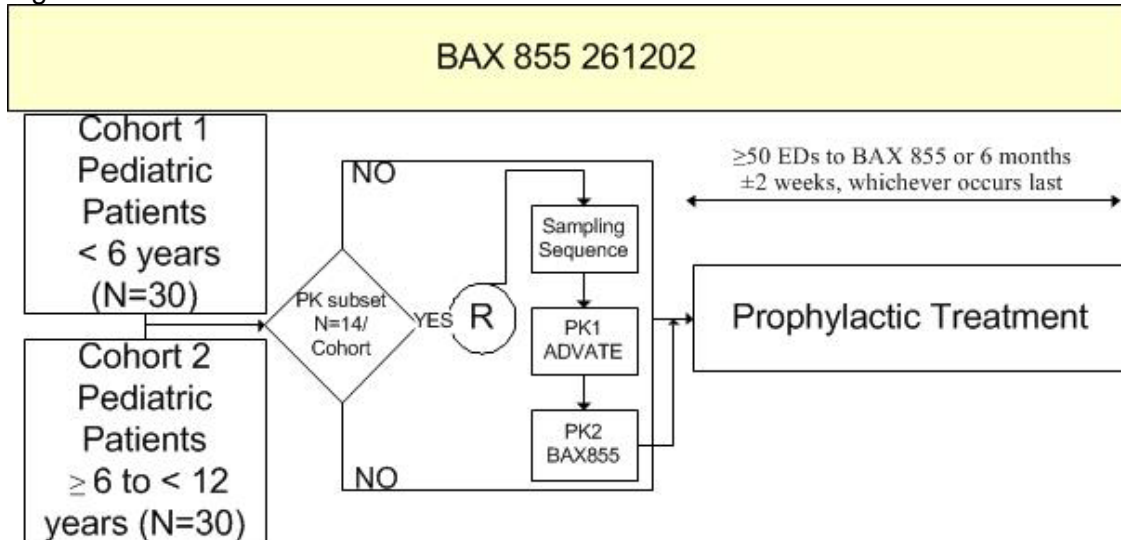 BAX 855 261202
Cohort 1
Pediatric
Patients
< 6 years
(N=30)
Cohort 2
Pediatric
Patients
≥ 6 to < 12
years (N=30)
PK subset
N=14/
Cohort
NO
YES
NO
R
Sampling
Sequence
PK1
ADVATE
PK2
BAX855
≥50 EDs to BAX 855 or 6 months
±2 weeks, whichever occurs last
Prophylactic Treatment